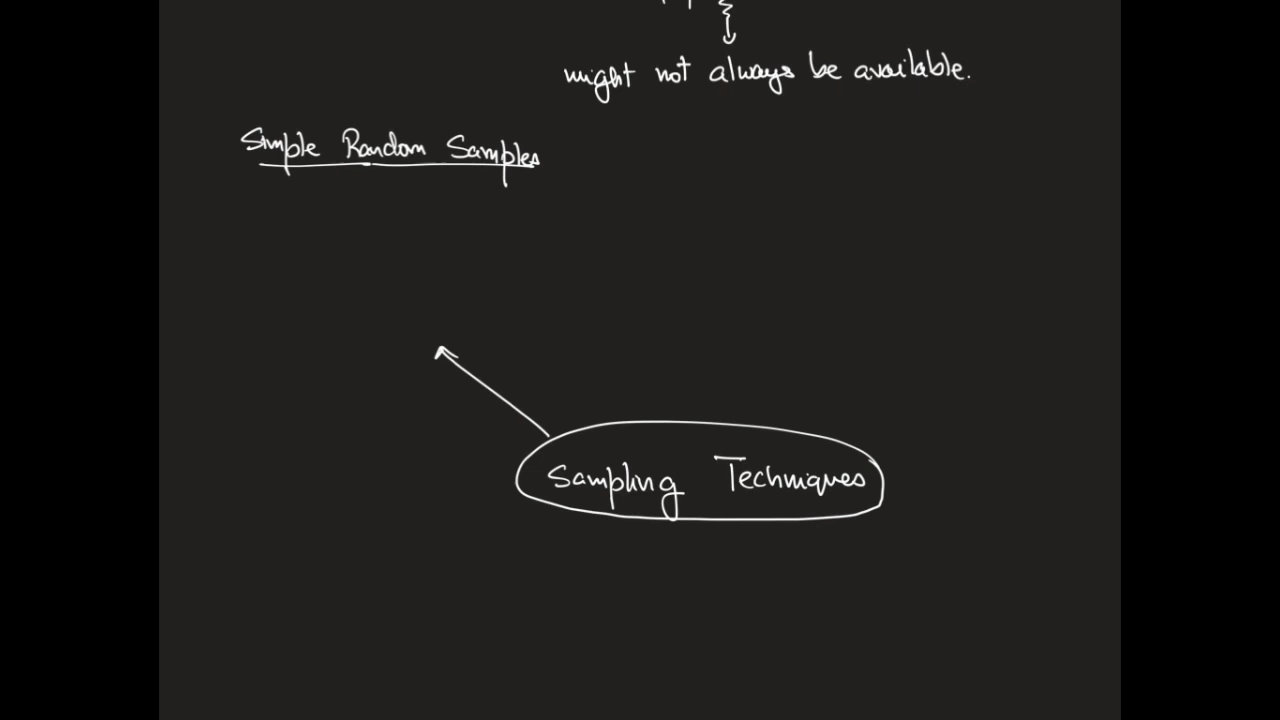 might not always be available.
Simple Random Samples
Sampling Techniques